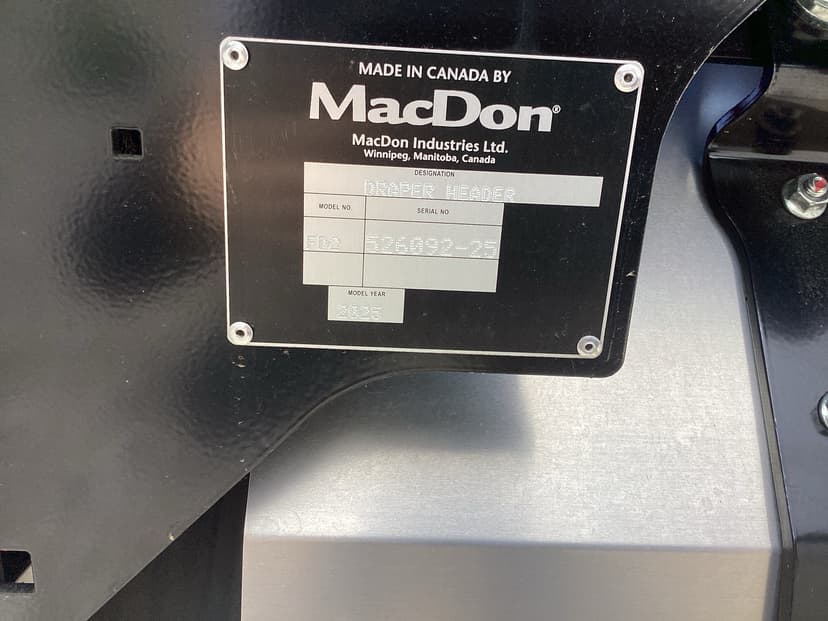 MADE IN CANADA BY
MacDon®
MacDon Industries Ltd.
Winnipeg, Manitoba, Canada
DESIGNATION
DRAPER HEADER
MODEL NO.
SERIAL NO
FD2
526092-25
MODEL YEAR
2025